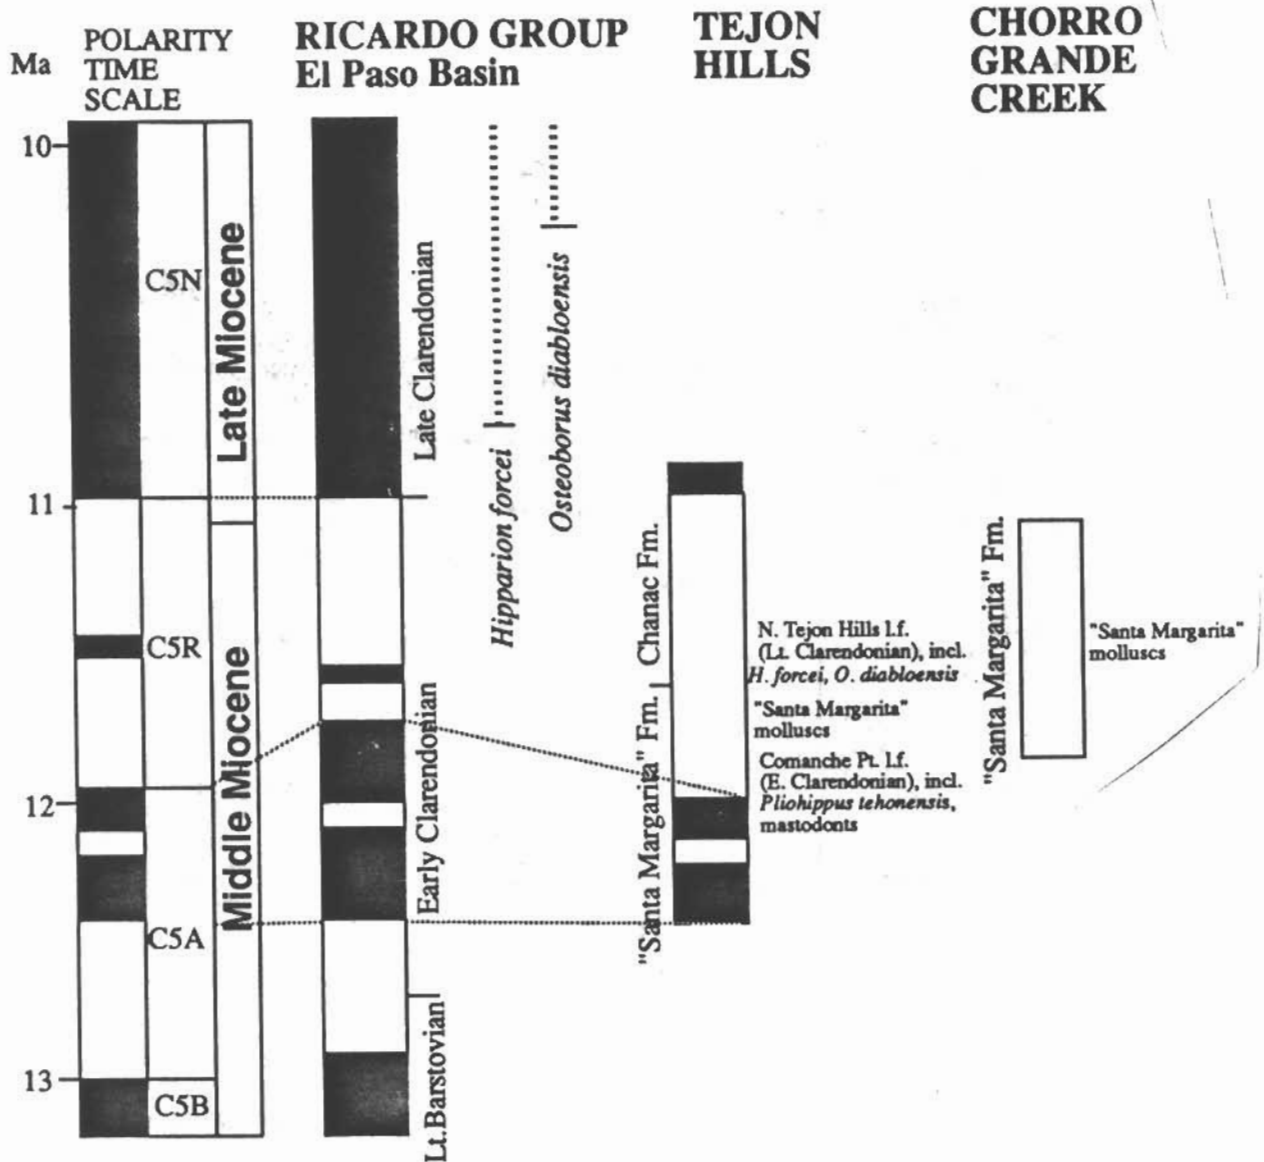 Ma
POLARITY
TIME
SCALE
RICARDO GROUP
El Paso Basin
TEJON
HILLS
CHORRO
GRANDE
CREEK
10
11
12
13
C5N
C5R
C5A
C5B
Late Miocene
Middle Miocene
Late Clarendonian
Early Clarendonian
Lt.Barstovian
Hipparion forcei
Osteoborus diabloensis
Chanac Fm.
"Santa Margarita" Fm.
N. Tejon Hills l.f.
(Lt. Clarendonian), incl.
H. forcei, O. diabloensis
"Santa Margarita"
molluscs
Comanche Pt. l.f.
(E. Clarendonian), incl.
Pliohippus tehonensis,
mastodonts
"Santa Margarita" Fm.
"Santa Margarita"
molluscs